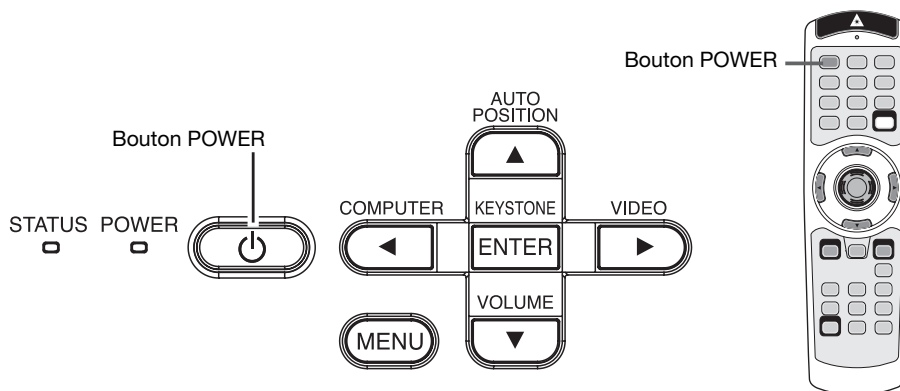 Bouton POWER
AUTO
POSITION
Bouton POWER
COMPUTER KEYSTONE VIDEO
STATUS POWER
ENTER
VOLUME
MENU